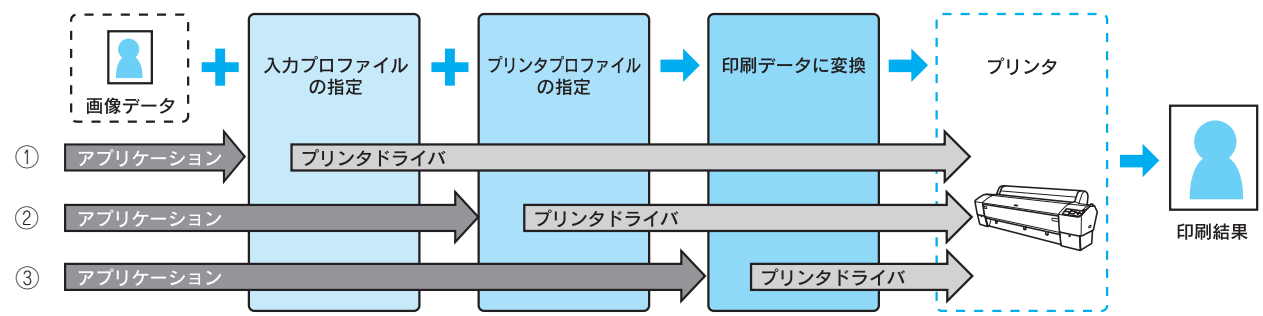 画像データ
入力プロファイル
の指定
プリンタプロファイル
の指定
印刷データに変換
プリンタ
①
アプリケーション
プリンタドライバ
②
アプリケーション
プリンタドライバ
③
アプリケーション
プリンタドライバ
印刷結果